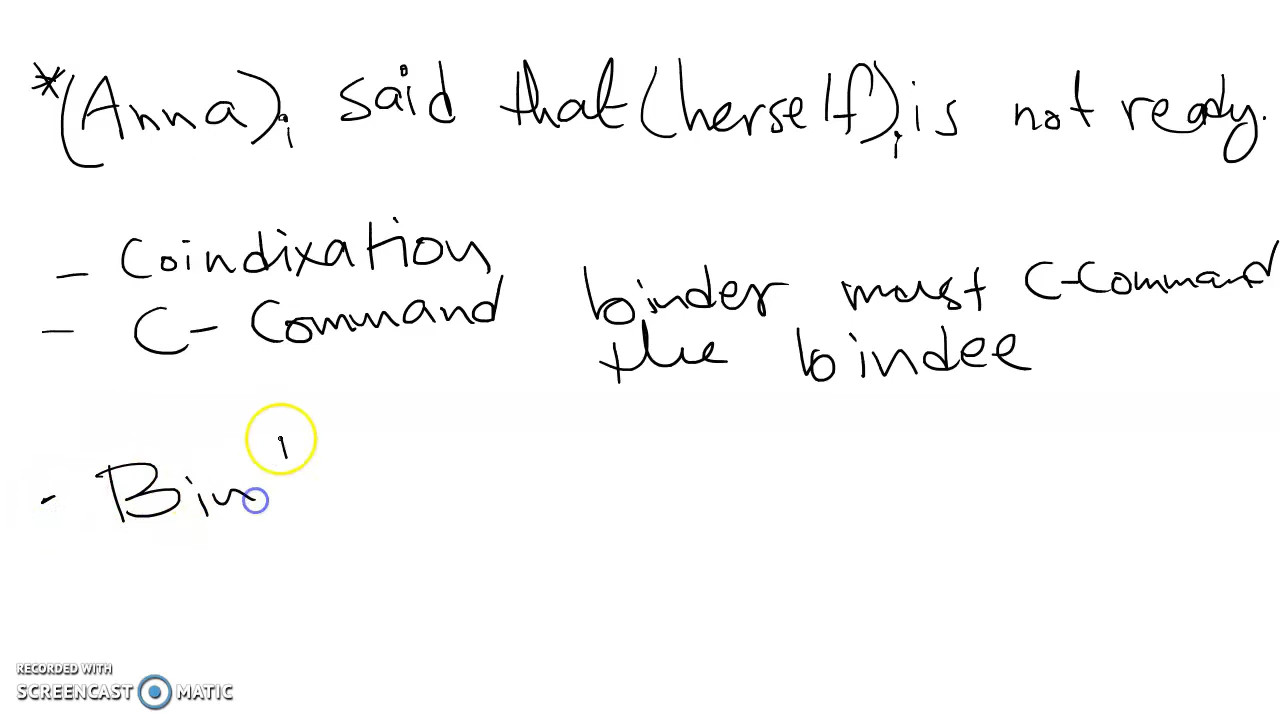 *(Anna)i said that (herself)i is not ready.
- Coindixation
- C-Command binder must C-Command
the bindee
- Bin
RECORDED WITH
SCREENCAST MATIC